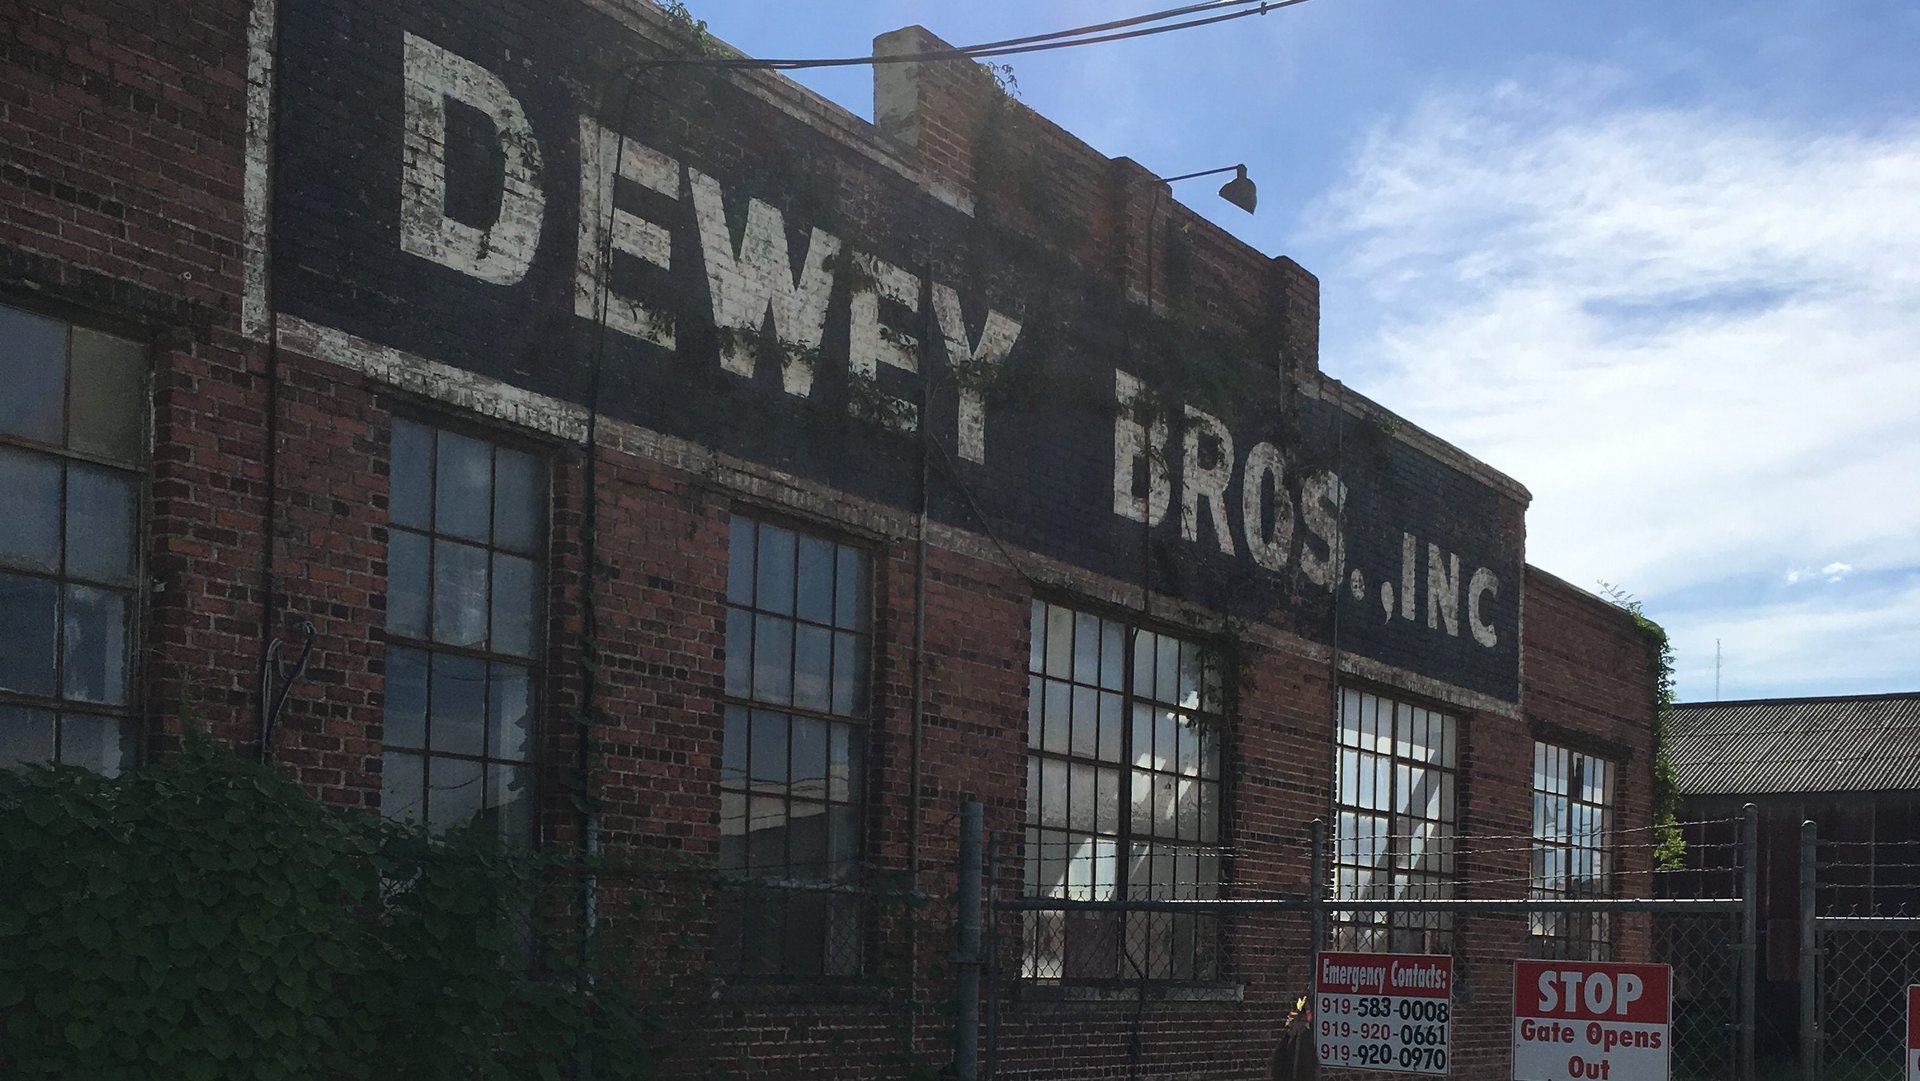 DEWEY BROS., INC
Emergency Contacts:
919-583-0008
919-920-0661
919-920-0970
STOP
Gate Opens
Out